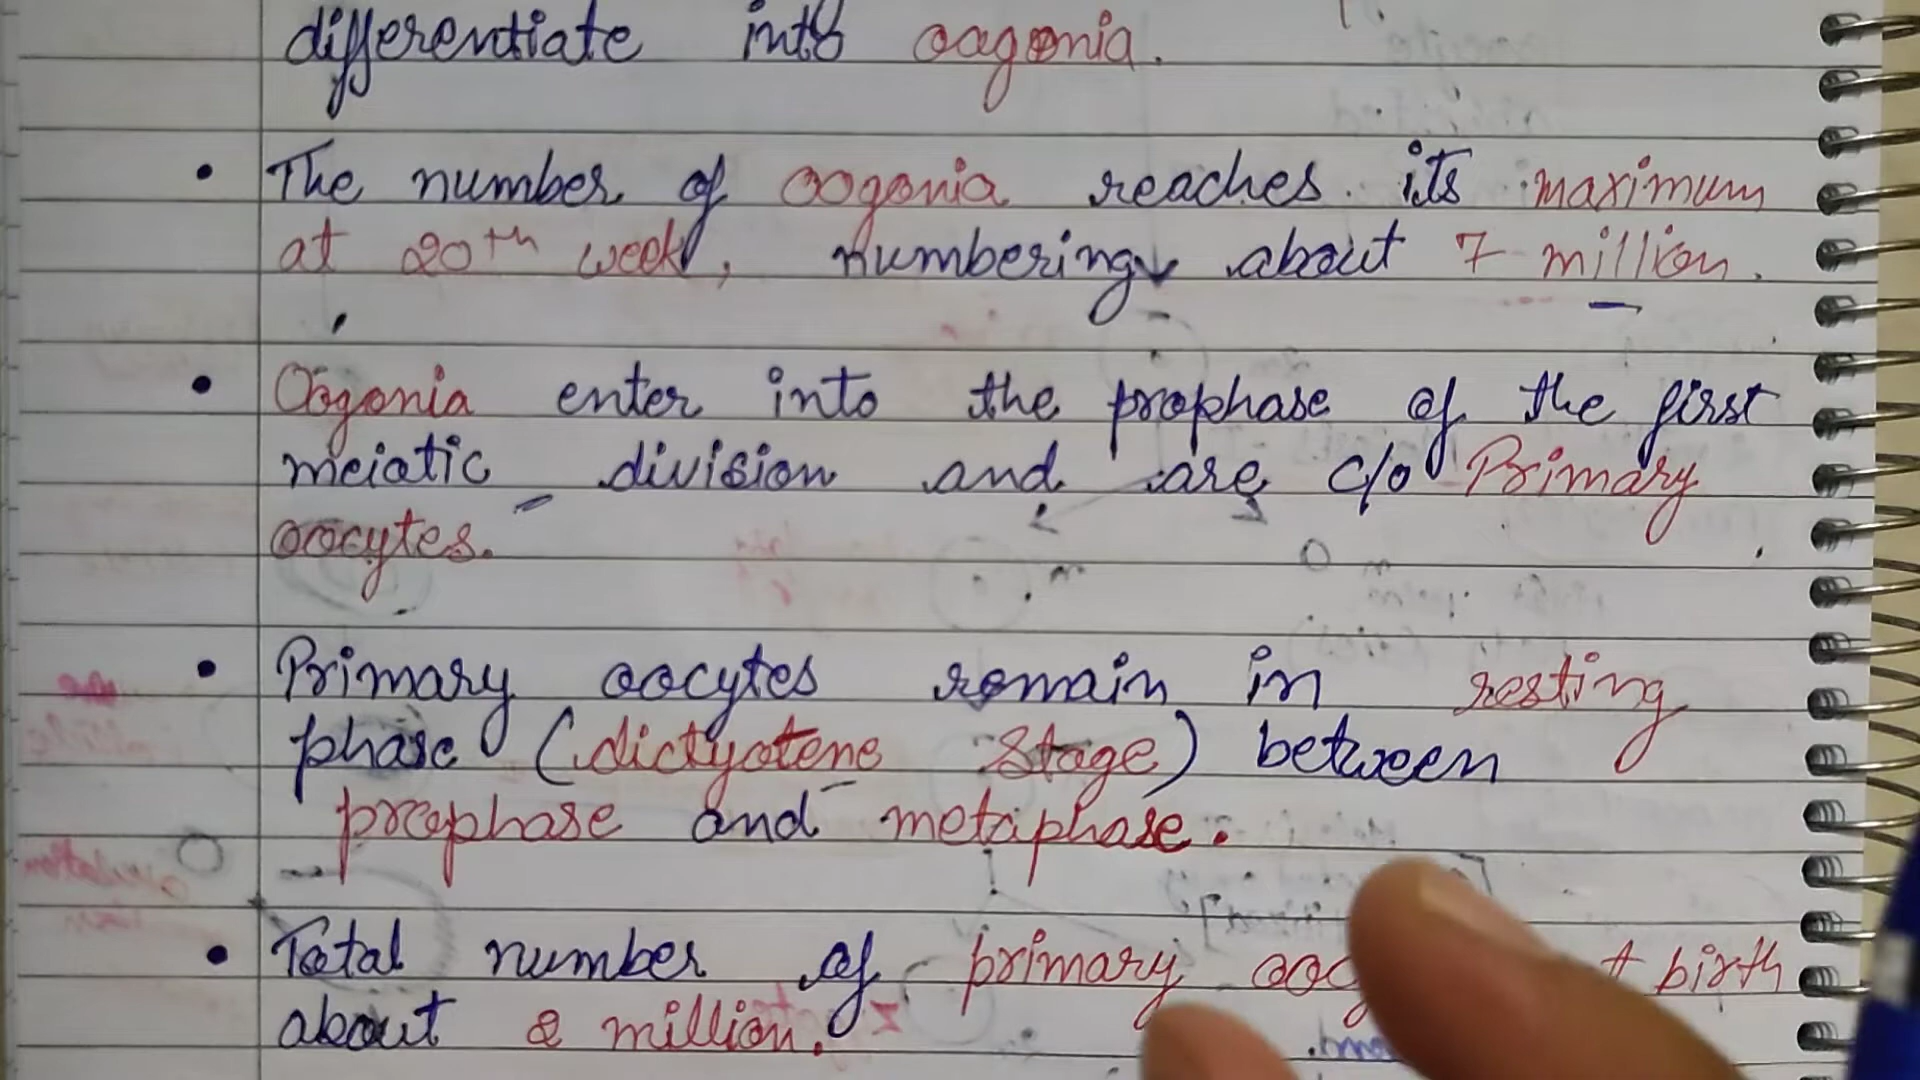 differentiate into oogonia.
• The number of oogonia reaches its maximum
at 20th week, numbering about 7 million.
• Oogonia enter into the prophase of the first
meiotic division and are c/o Primary
oocytes.
• Primary oocytes remain in resting
phase (dictyotene stage) between
prophase and metaphase.
• Total number of primary birth
about 2 million.